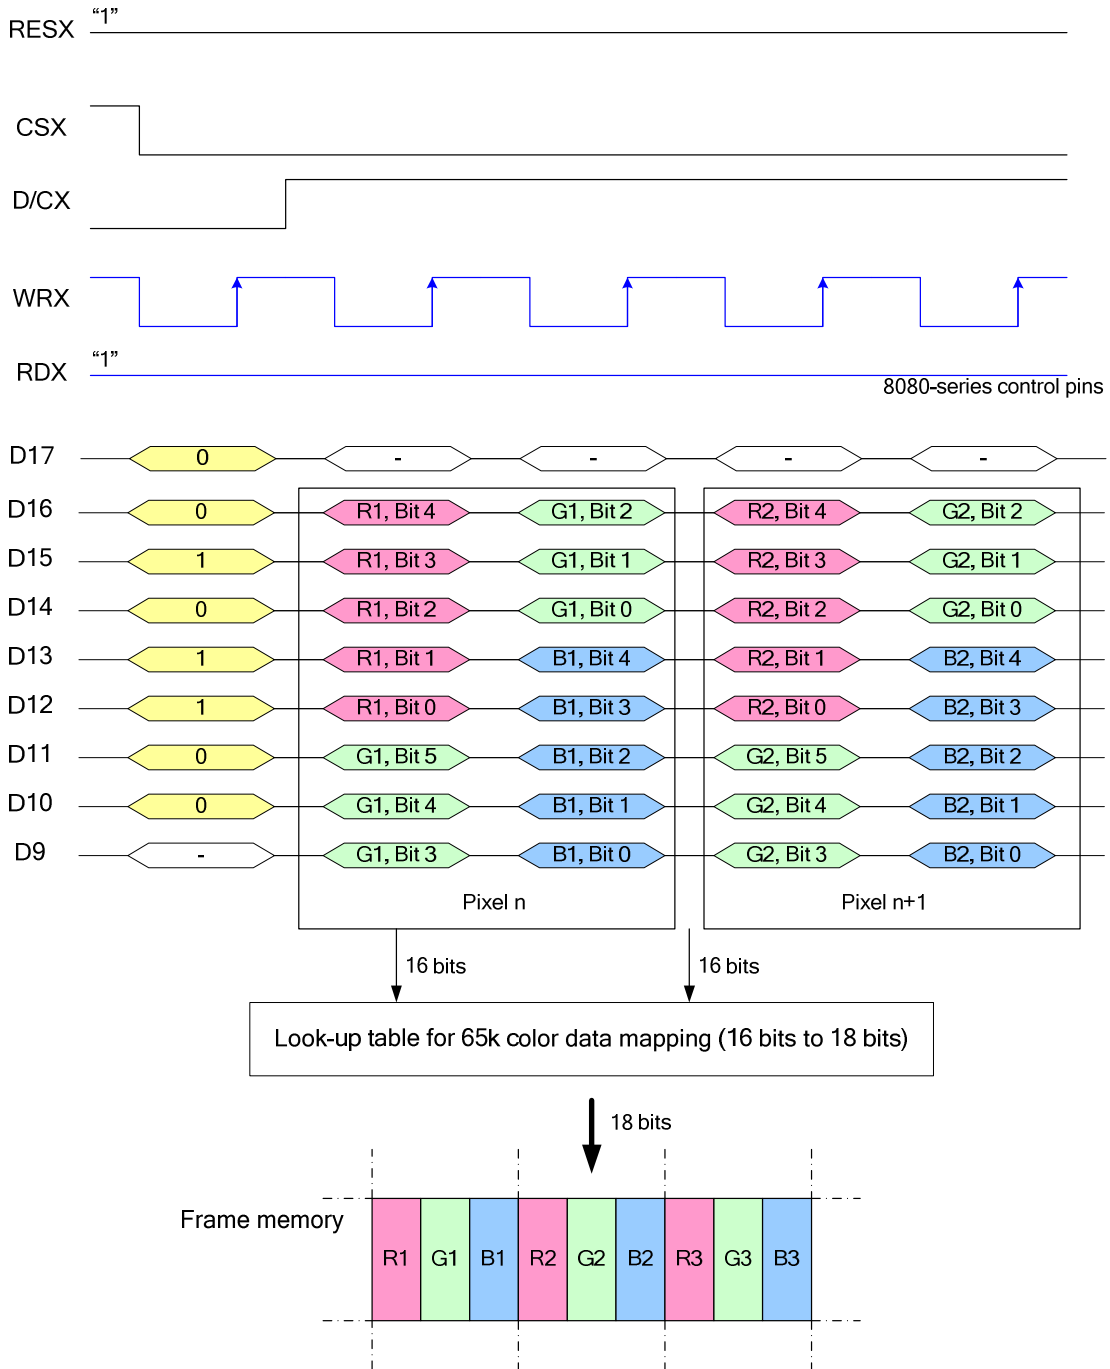 RESX “1”
CSX
D/CX
WRX
RDX “1”
8080-series control pins
D17 0 - - - -
D16 0 R1, Bit 4 G1, Bit 2 R2, Bit 4 G2, Bit 2
D15 1 R1, Bit 3 G1, Bit 1 R2, Bit 3 G2, Bit 1
D14 0 R1, Bit 2 G1, Bit 0 R2, Bit 2 G2, Bit 0
D13 1 R1, Bit 1 B1, Bit 4 R2, Bit 1 B2, Bit 4
D12 1 R1, Bit 0 B1, Bit 3 R2, Bit 0 B2, Bit 3
D11 0 G1, Bit 5 B1, Bit 2 G2, Bit 5 B2, Bit 2
D10 0 G1, Bit 4 B1, Bit 1 G2, Bit 4 B2, Bit 1
D9 - G1, Bit 3 B1, Bit 0 G2, Bit 3 B2, Bit 0
Pixel n Pixel n+1
16 bits 16 bits
Look-up table for 65k color data mapping (16 bits to 18 bits)
18 bits
Frame memory
R1 G1 B1 R2 G2 B2 R3 G3 B3